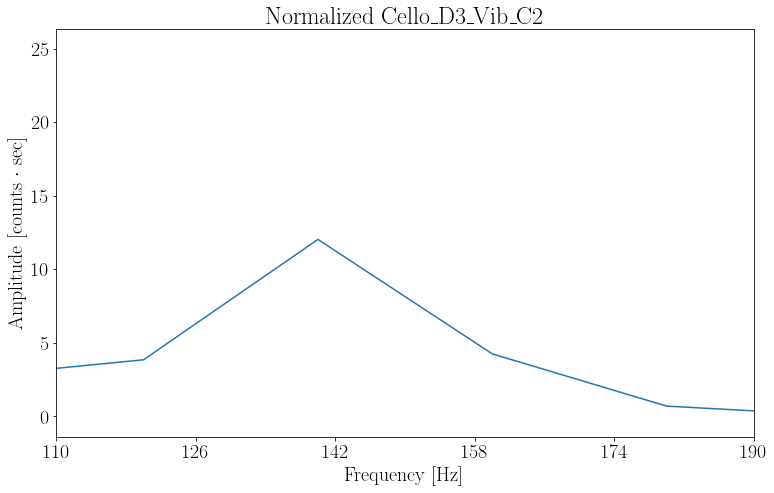 Normalized Cello_D3_Vib_C2
Amplitude [counts · sec]
25
20
15
10
5
0
110 126 142 158 174 190
Frequency [Hz]